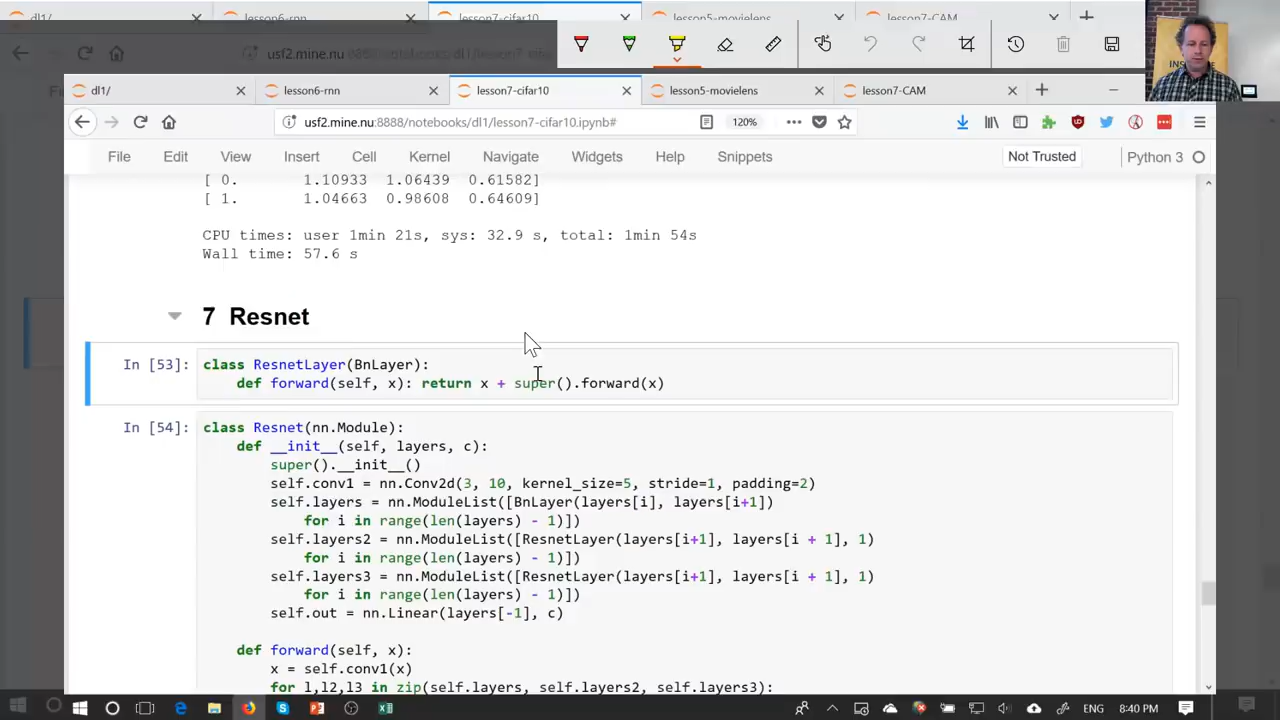 dl1/
lesson6-rnn
lesson7-cifar10
lesson5-movielens
lesson7-CAM
dl1/
lesson6-rnn
lesson7-cifar10
lesson5-movielens
lesson7-CAM
usf2.mine.nu:8888/notebooks/dl1/lesson7-cifar10.ipynb#
120%
File Edit View Insert Cell Kernel Navigate Widgets Help Snippets
Not Trusted
Python 3
[ 0. 1.10933 1.06439 0.61582]
[ 1. 1.04663 0.98608 0.64609]
CPU times: user 1min 21s, sys: 32.9 s, total: 1min 54s
Wall time: 57.6 s
7 Resnet
In [53]: class ResnetLayer(BnLayer):
def forward(self, x): return x + super().forward(x)
In [54]: class Resnet(nn.Module):
def __init__(self, layers, c):
super().__init__()
self.conv1 = nn.Conv2d(3, 10, kernel_size=5, stride=1, padding=2)
self.layers = nn.ModuleList([BnLayer(layers[i], layers[i+1])
for i in range(len(layers) - 1)])
self.layers2 = nn.ModuleList([ResnetLayer(layers[i+1], layers[i + 1], 1)
for i in range(len(layers) - 1)])
self.layers3 = nn.ModuleList([ResnetLayer(layers[i+1], layers[i + 1], 1)
for i in range(len(layers) - 1)])
self.out = nn.Linear(layers[-1], c)
def forward(self, x):
x = self.conv1(x)
for l,l2,l3 in zip(self.layers, self.layers2, self.layers3):
ENG
8:40 PM